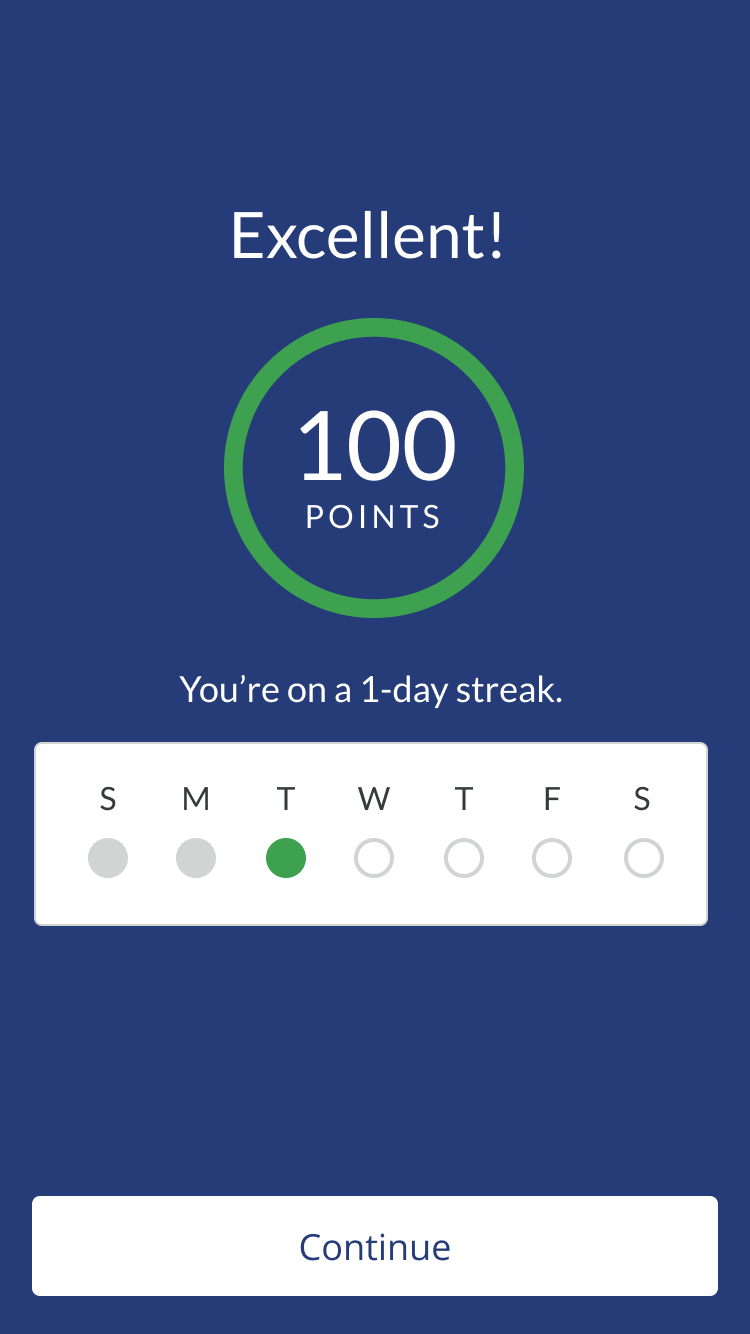 Excellent!
100
POINTS
You’re on a 1-day streak.
S M T W T F S
Continue